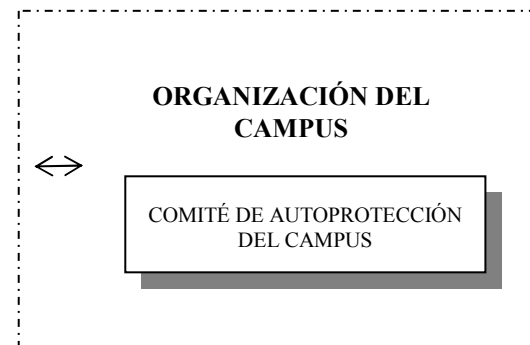 ORGANIZACIÓN DEL
CAMPUS
COMITÉ DE AUTOPROTECCIÓN
DEL CAMPUS